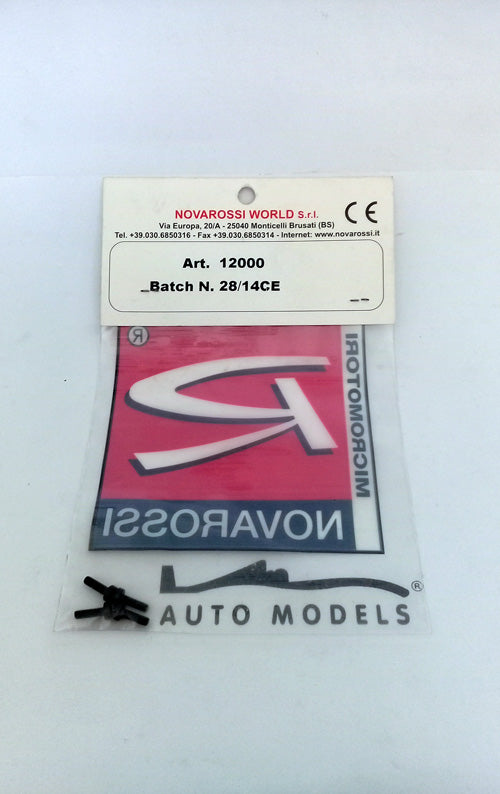 NOVAROSSI WORLD S.r.l.
CE
Via Europa, 20/A - 25040 Monticelli Brusati (BS)
Tel. +39.030.6850316 - Fax +39.030.6850314 - Internet: www.novarossi.it
Art. 12000
Batch N. 28/14CE
®
MICROMOTORI
NOVAROSSI
®
AUTO MODELS